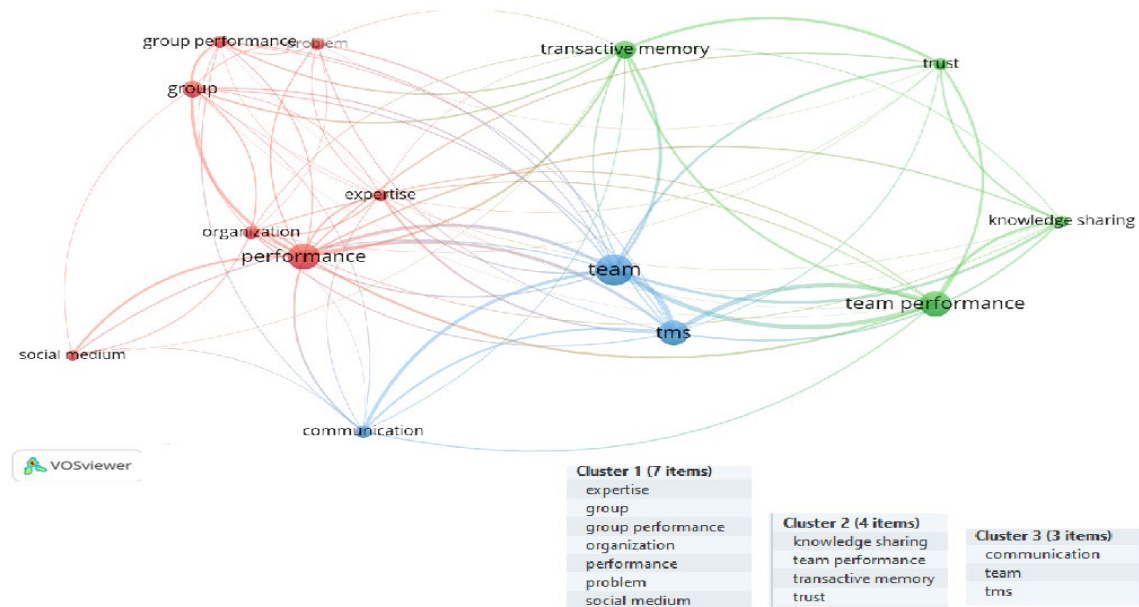 group performance
problem
group
transactive memory
trust
expertise
organization
performance
knowledge sharing
team
team performance
tms
social medium
communication
VOSviewer
Cluster 1 (7 items)
expertise
group
group performance
organization
performance
problem
social medium
Cluster 2 (4 items)
knowledge sharing
team performance
transactive memory
trust
Cluster 3 (3 items)
communication
team
tms